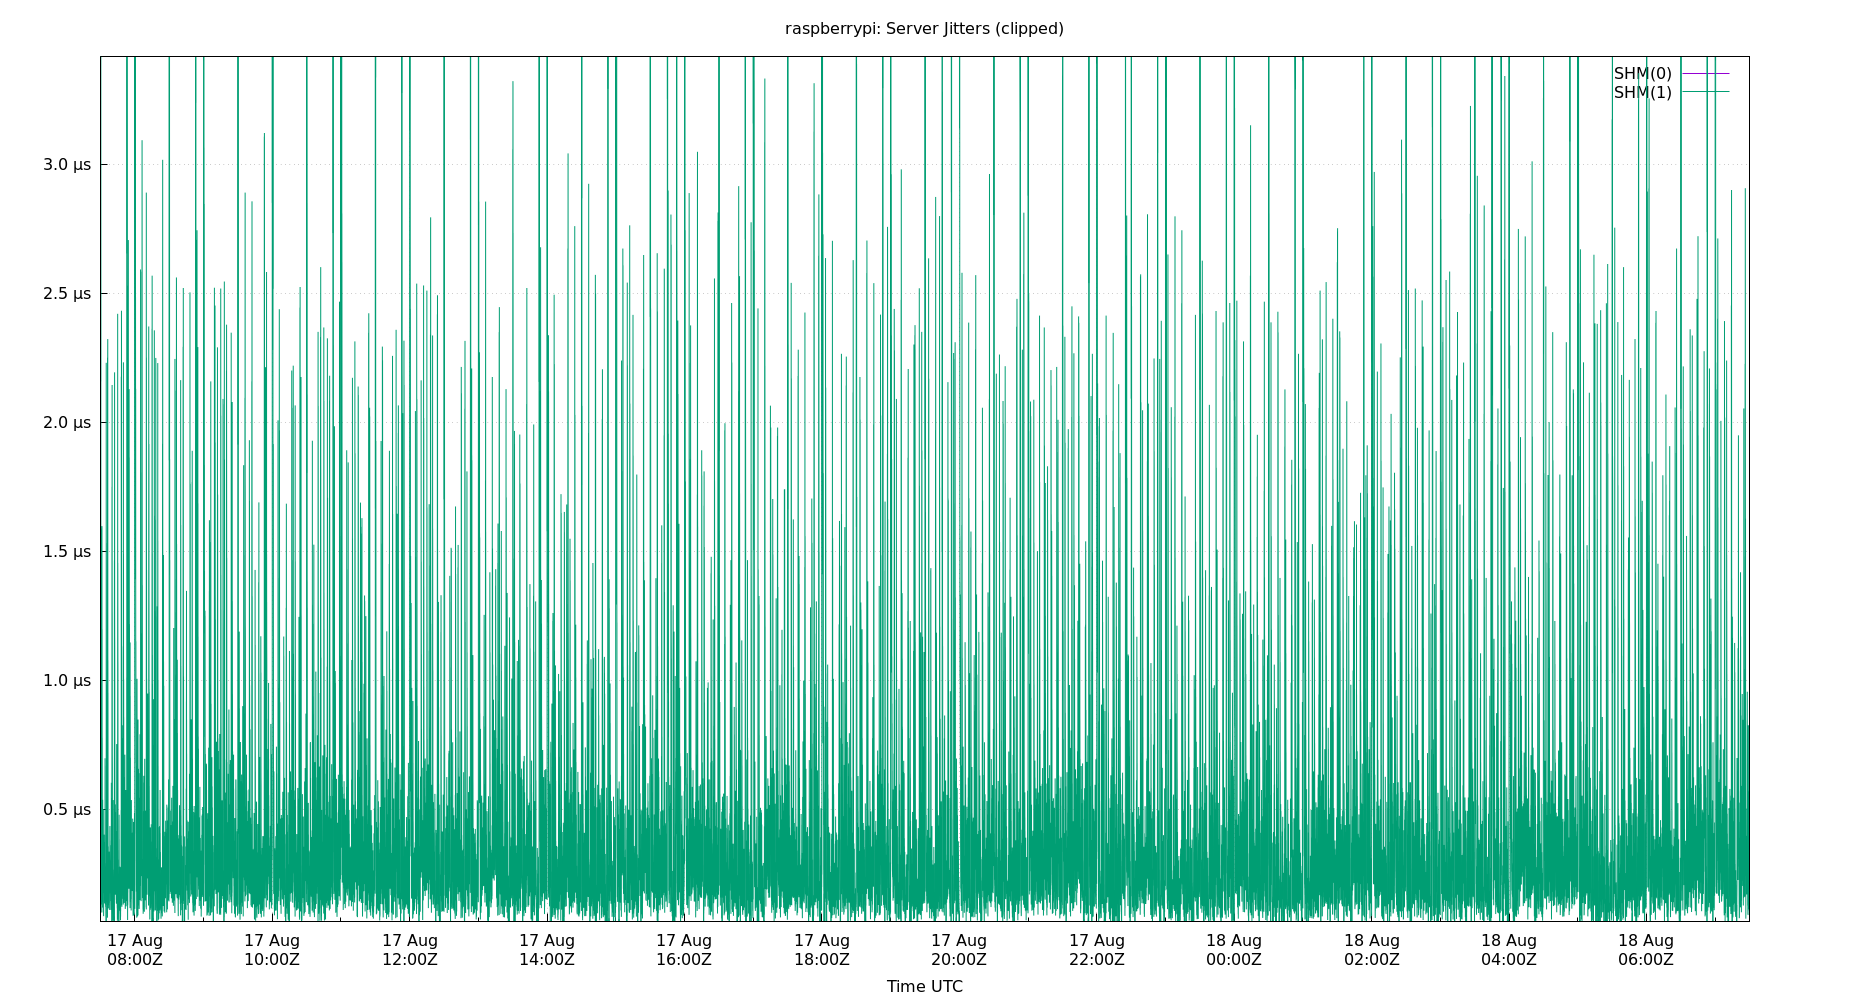 raspberrypi: Server Jitters (clipped)
SHM(0)
SHM(1)
3.0 µs
2.5 µs
2.0 µs
1.5 µs
1.0 µs
0.5 µs
17 Aug 17 Aug 17 Aug 17 Aug 17 Aug 17 Aug 17 Aug 17 Aug 18 Aug 18 Aug 18 Aug 18 Aug
08:00Z 10:00Z 12:00Z 14:00Z 16:00Z 18:00Z 20:00Z 22:00Z 00:00Z 02:00Z 04:00Z 06:00Z
Time UTC